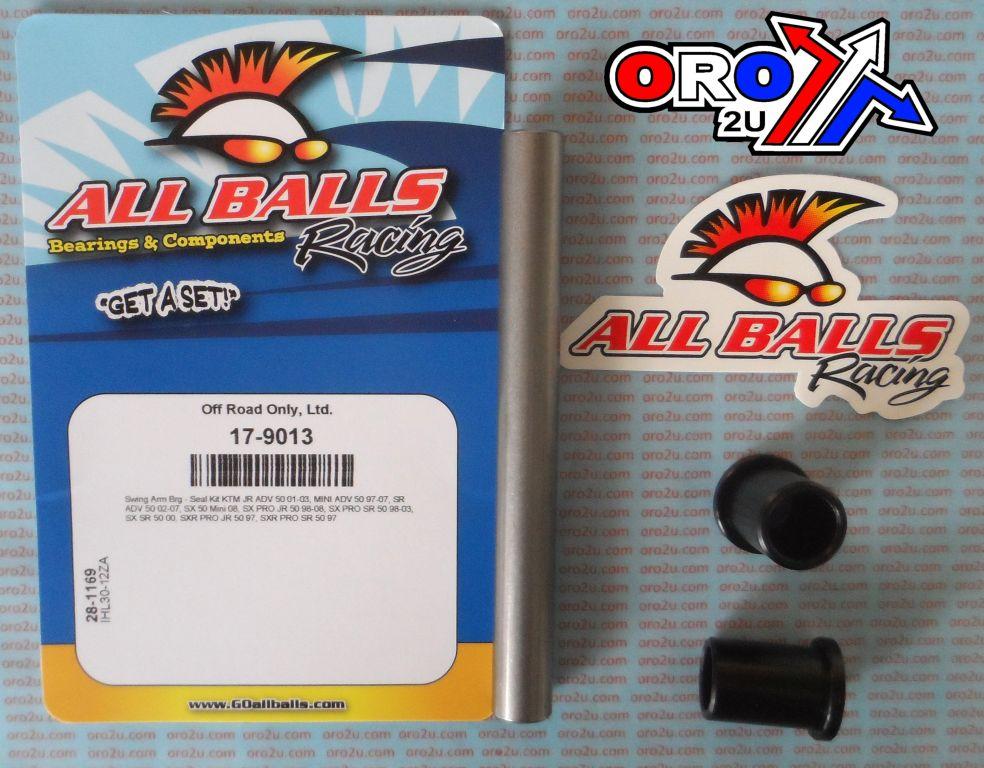 ORO
2U
ALL BALLS
Bearings & Components
Racing
"GET A SET!"
Off Road Only, Ltd.
17-9013
Swing Arm Brg - Seal Kit KTM JR ADV 50 01-03, MINI ADV 50 97-07, SR
ADV 50 02-07, SX 50 Mini 08, SX PRO JR 50 98-08, SX PRO SR 50 98-03,
SX SR 50 00, SXR PRO JR 50 97, SXR PRO SR 50 97
28-1169
IHL30-12ZA
www.GOallballs.com
ALL BALLS
Racing
oro2u.com